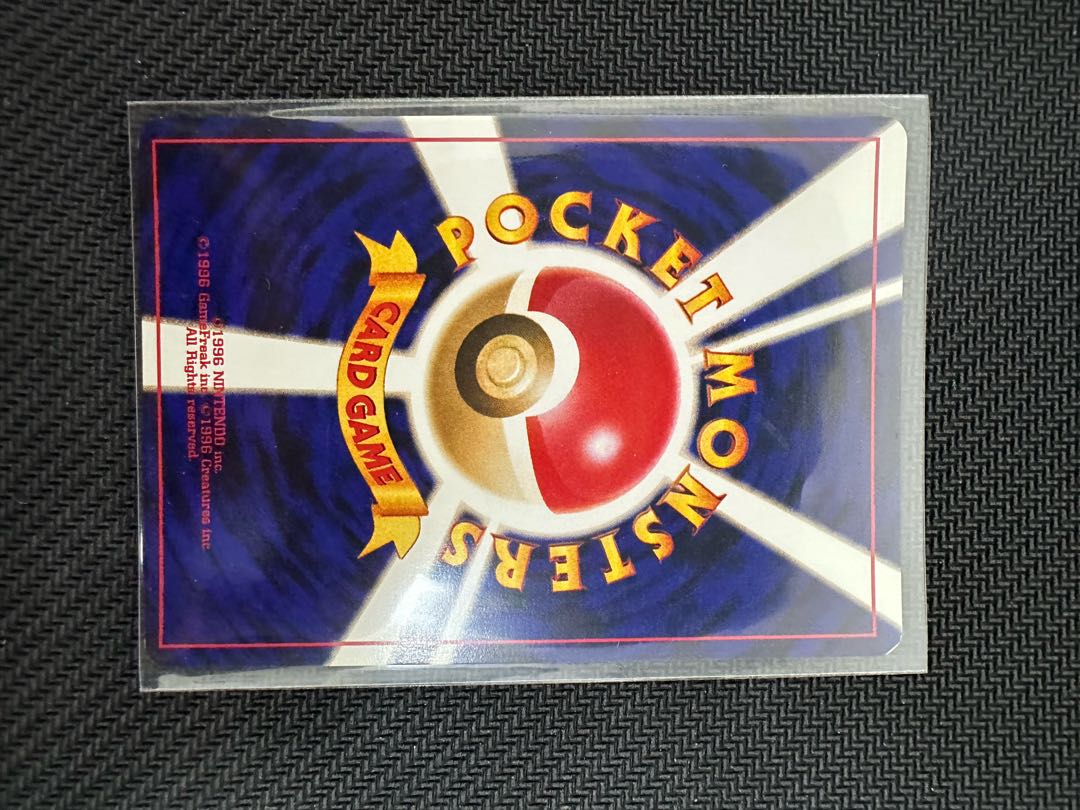 POCKET MONSTERS
CARD GAME
©1996 NINTENDO inc.
©1996 GameFreak inc. ©1996 Creatures inc
All Rights reserved.